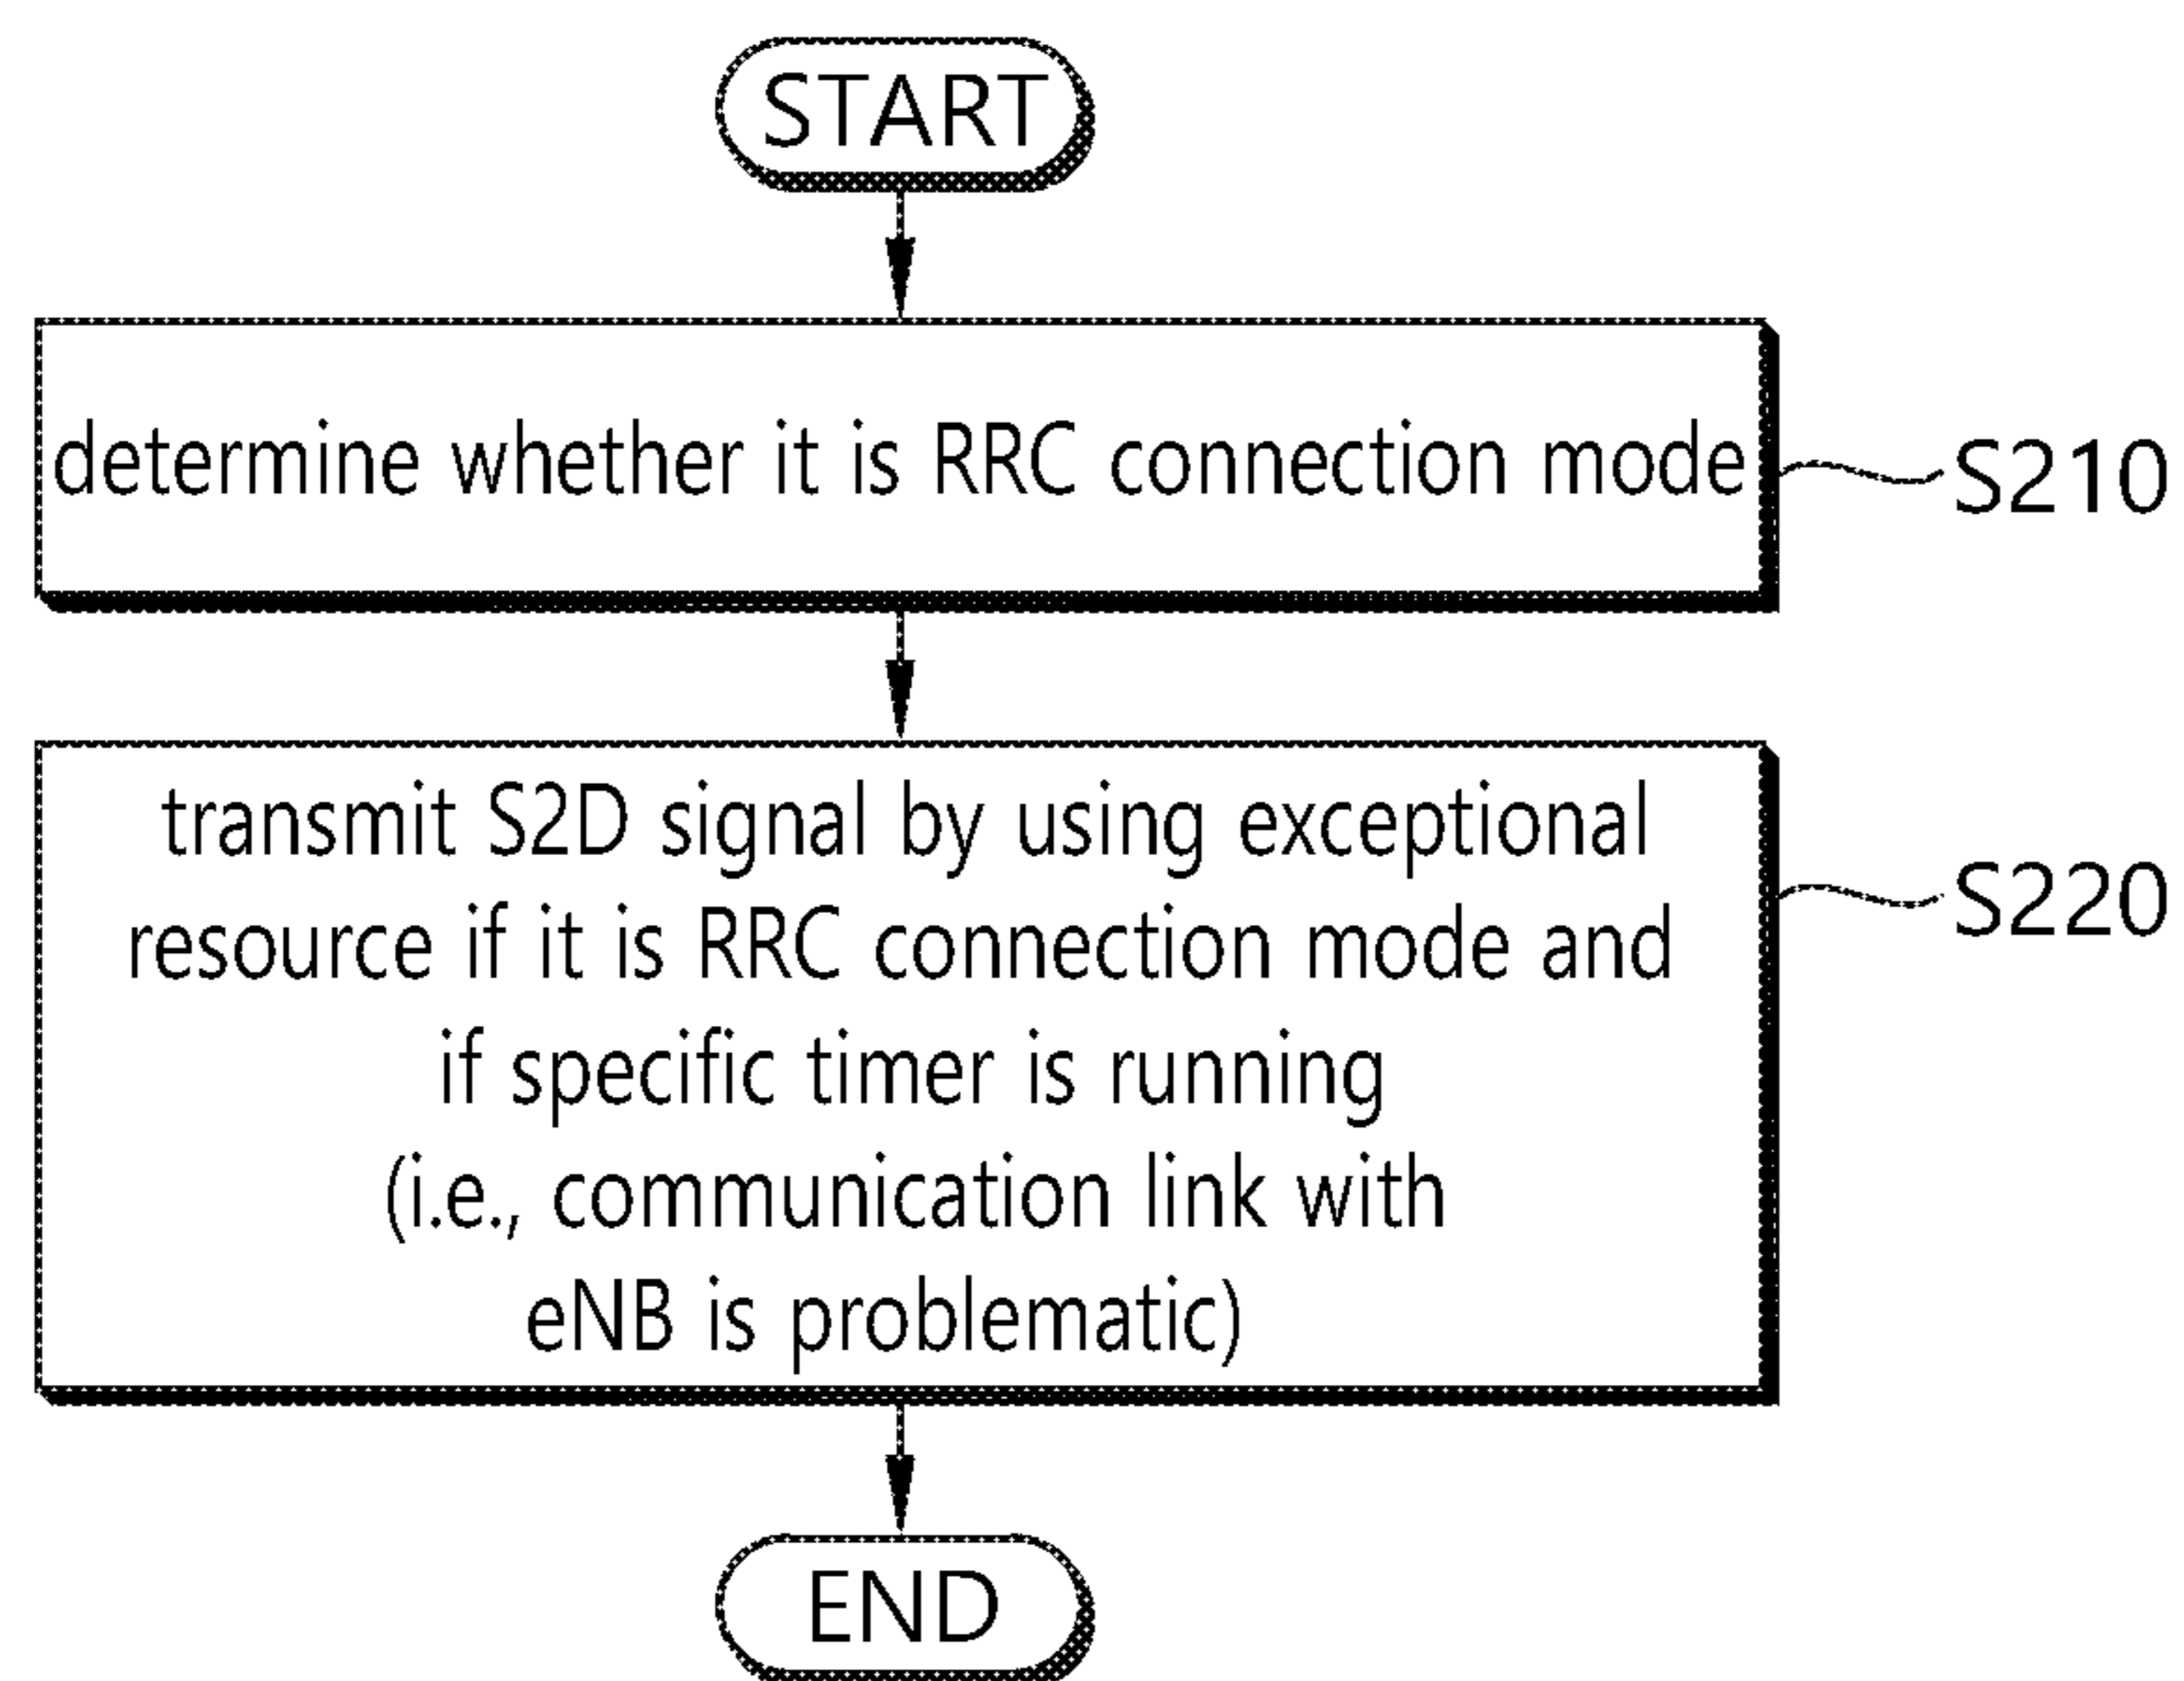 START
determine whether it is RRC connection mode
S210
transmit S2D signal by using exceptional
resource if it is RRC connection mode and
if specific timer is running
(i.e., communication link with
eNB is problematic)
S220
END